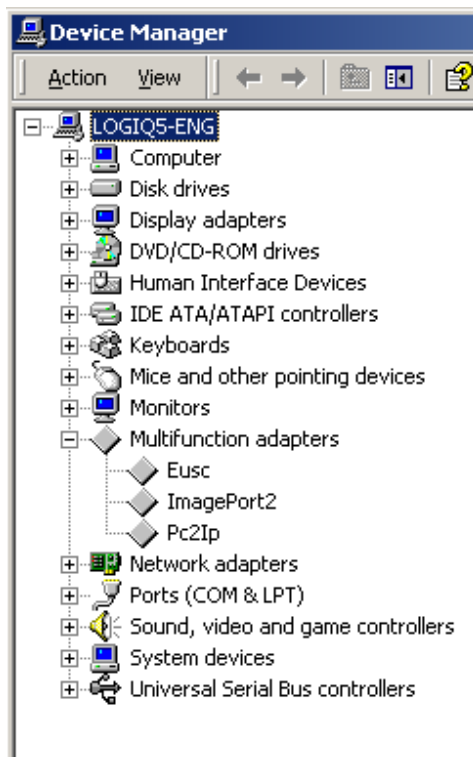 Device Manager
Action View
LOGIQ5-ENG
Computer
Disk drives
Display adapters
DVD/CD-ROM drives
Human Interface Devices
IDE ATA/ATAPI controllers
Keyboards
Mice and other pointing devices
Monitors
Multifunction adapters
Eusc
ImagePort2
Pc2Ip
Network adapters
Ports (COM & LPT)
Sound, video and game controllers
System devices
Universal Serial Bus controllers